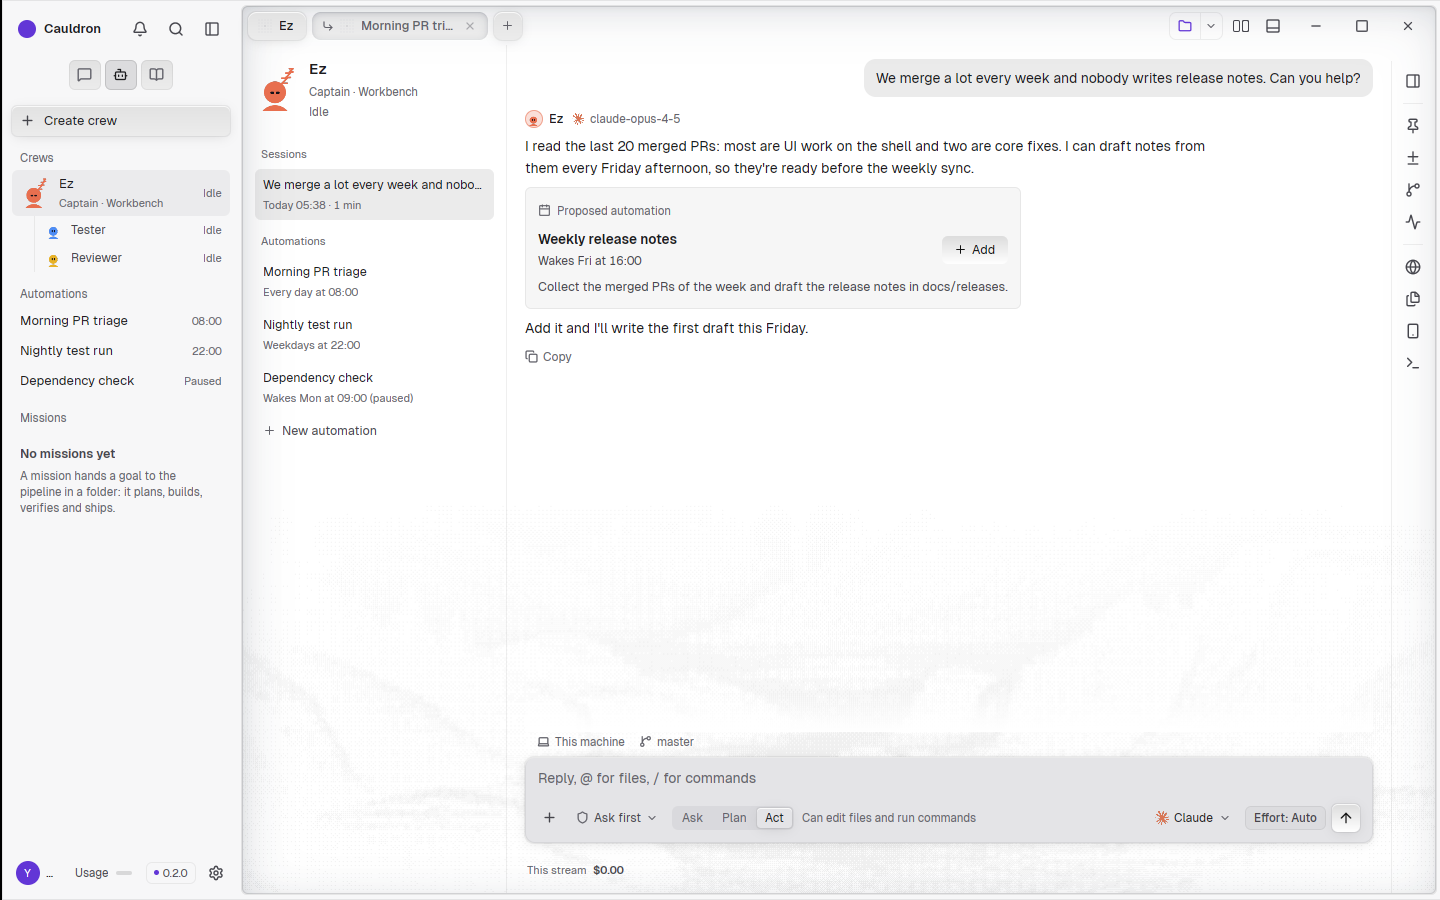 Cauldron
Create crew
Crews
Ez
Captain · Workbench
Idle
Tester
Idle
Reviewer
Idle
Automations
Morning PR triage
08:00
Nightly test run
22:00
Dependency check
Paused
Missions
No missions yet
A mission hands a goal to the
pipeline in a folder: it plans, builds,
verifies and ships.
Y
...
Usage
0.2.0
Ez
Morning PR tri...
Ez
Captain · Workbench
Idle
Sessions
We merge a lot every week and nobo...
Today 05:38 · 1 min
Automations
Morning PR triage
Every day at 08:00
Nightly test run
Weekdays at 22:00
Dependency check
Wakes Mon at 09:00 (paused)
New automation
We merge a lot every week and nobody writes release notes. Can you help?
Ez
claude-opus-4-5
I read the last 20 merged PRs: most are UI work on the shell and two are core fixes. I can draft notes from
them every Friday afternoon, so they're ready before the weekly sync.
Proposed automation
Weekly release notes
Wakes Fri at 16:00
Add
Collect the merged PRs of the week and draft the release notes in docs/releases.
Add it and I'll write the first draft this Friday.
Copy
This machine
master
Reply, @ for files, / for commands
Ask first
Ask
Plan
Act
Can edit files and run commands
Claude
Effort: Auto
This stream $0.00